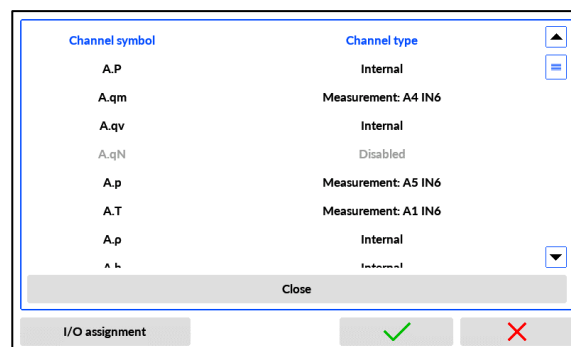 Channel symbol Channel type
A.P Internal
A.qm Measurement: A4 IN6
A.qv Internal
A.qN Disabled
A.p Measurement: A5 IN6
A.T Measurement: A1 IN6
A.ρ Internal
A.h Internal
Close
I/O assignment